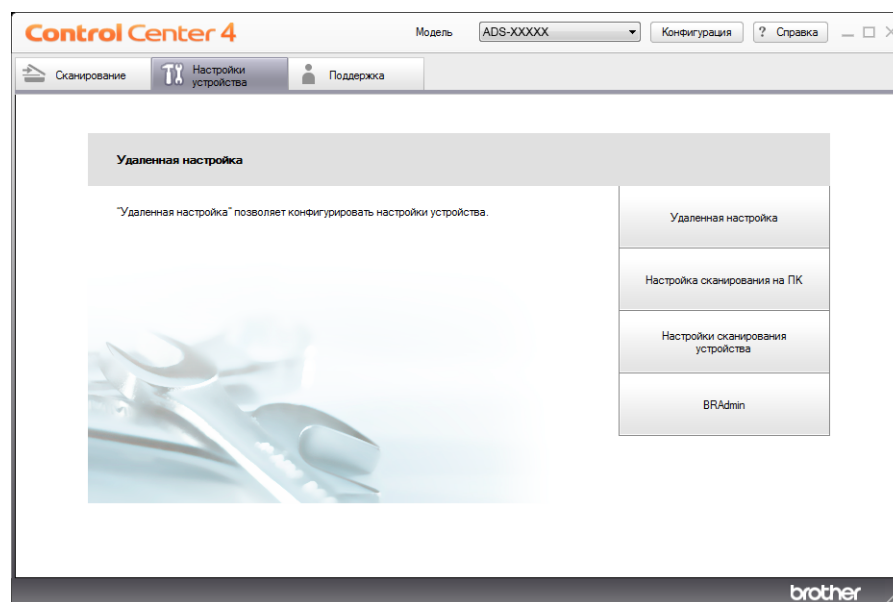 Control Center 4
Модель
ADS-XXXXX
Конфигурация
? Справка
Сканирование
Настройки
устройства
Поддержка
Удаленная настройка
"Удаленная настройка" позволяет конфигурировать настройки устройства.
Удаленная настройка
Настройка сканирования на ПК
Настройки сканирования
устройства
BRAdmin
brother